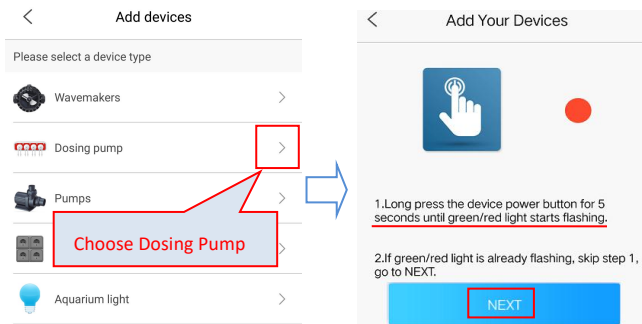 Add devices
Please select a device type
Wavemakers
Dosing pump
Pumps
Choose Dosing Pump
Aquarium light
Add Your Devices
1.Long press the device power button for 5
seconds until green/red light starts flashing.
2.If green/red light is already flashing, skip step 1,
go to NEXT.
NEXT